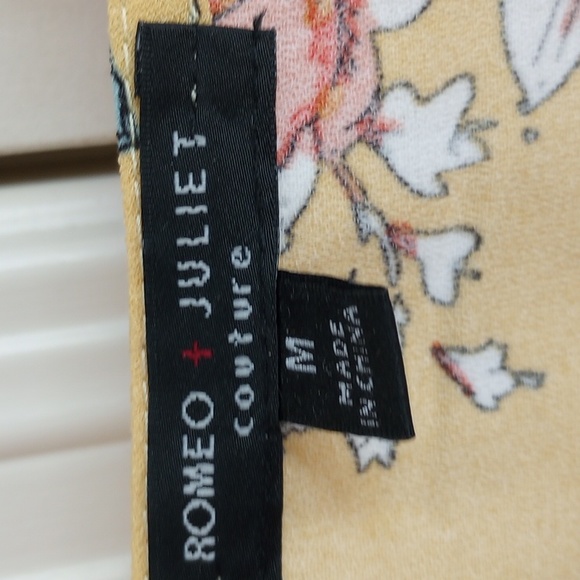 ROMEO + JULIET
couture
M
MADE
IN CHINA